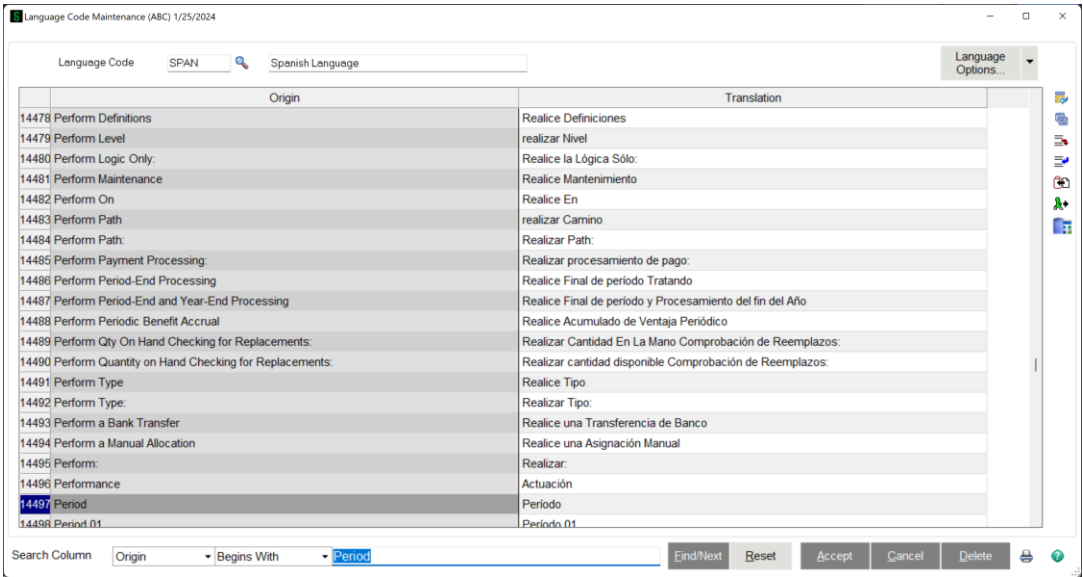 Language Code Maintenance (ABC) 1/25/2024
Language Code SPAN Spanish Language Language Options...
Origin Translation
14478 Perform Definitions Realice Definiciones
14479 Perform Level realizar Nivel
14480 Perform Logic Only: Realice la Lógica Sólo:
14481 Perform Maintenance Realice Mantenimiento
14482 Perform On Realice En
14483 Perform Path realizar Camino
14484 Perform Path: Realizar Path:
14485 Perform Payment Processing: Realizar procesamiento de pago:
14486 Perform Period-End Processing Realice Final de período Tratando
14487 Perform Period-End and Year-End Processing Realice Final de período y Procesamiento del fin del Año
14488 Perform Periodic Benefit Accrual Realice Acumulado de Ventaja Periódico
14489 Perform Qty On Hand Checking for Replacements: Realizar Cantidad En La Mano Comprobación de Reemplazos:
14490 Perform Quantity on Hand Checking for Replacements: Realizar cantidad disponible Comprobación de Reemplazos:
14491 Perform Type Realice Tipo
14492 Perform Type: Realizar Tipo:
14493 Perform a Bank Transfer Realice una Transferencia de Banco
14494 Perform a Manual Allocation Realice una Asignación Manual
14495 Perform: Realizar:
14496 Performance Actuación
14497 Period Período
14498 Period 01 Período 01
Search Column Origin Begins With Period Find/Next Reset Accept Cancel Delete